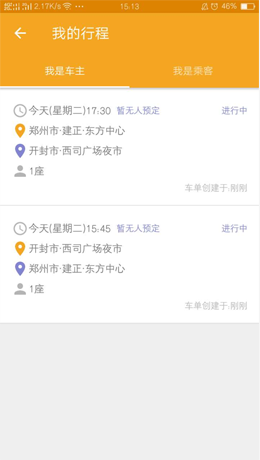 2.17K/s 15:13 46%
我的行程
我是车主 我是乘客
今天(星期二)17:30 暂无人预定 进行中
郑州市·建正·东方中心
开封市·西司广场夜市
1座
车单创建于:刚刚
今天(星期二)15:45 暂无人预定 进行中
开封市·西司广场夜市
郑州市·建正·东方中心
1座
车单创建于:刚刚